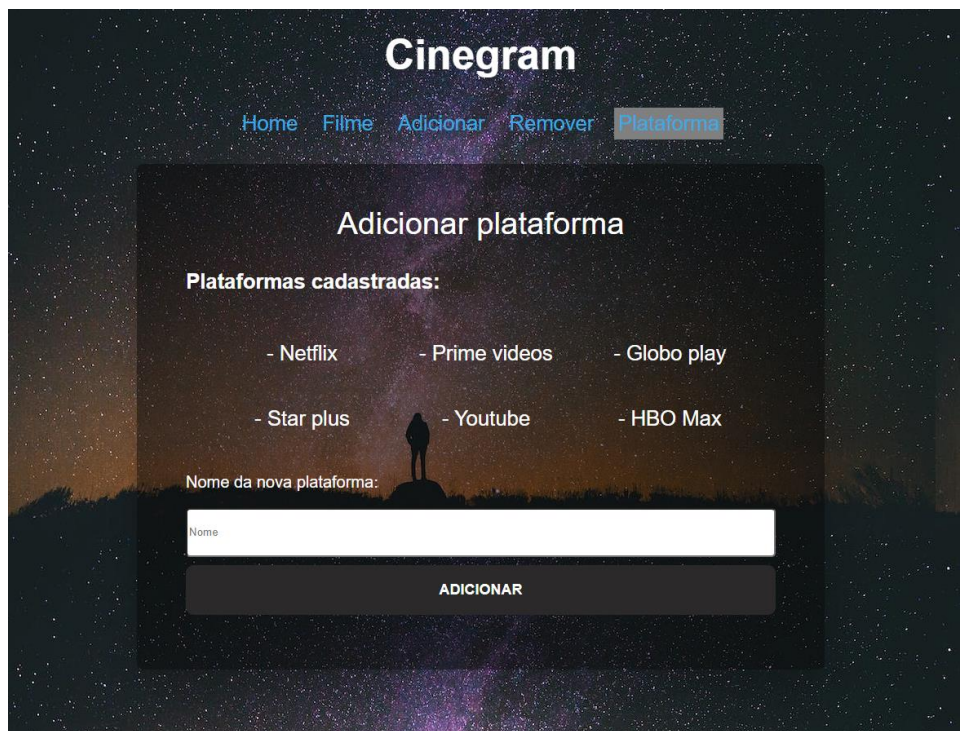 Cinegram
Home Filme Adicionar Remover Plataforma
Adicionar plataforma
Plataformas cadastradas:
- Netflix - Prime videos - Globo play
- Star plus - Youtube - HBO Max
Nome da nova plataforma:
Nome
ADICIONAR